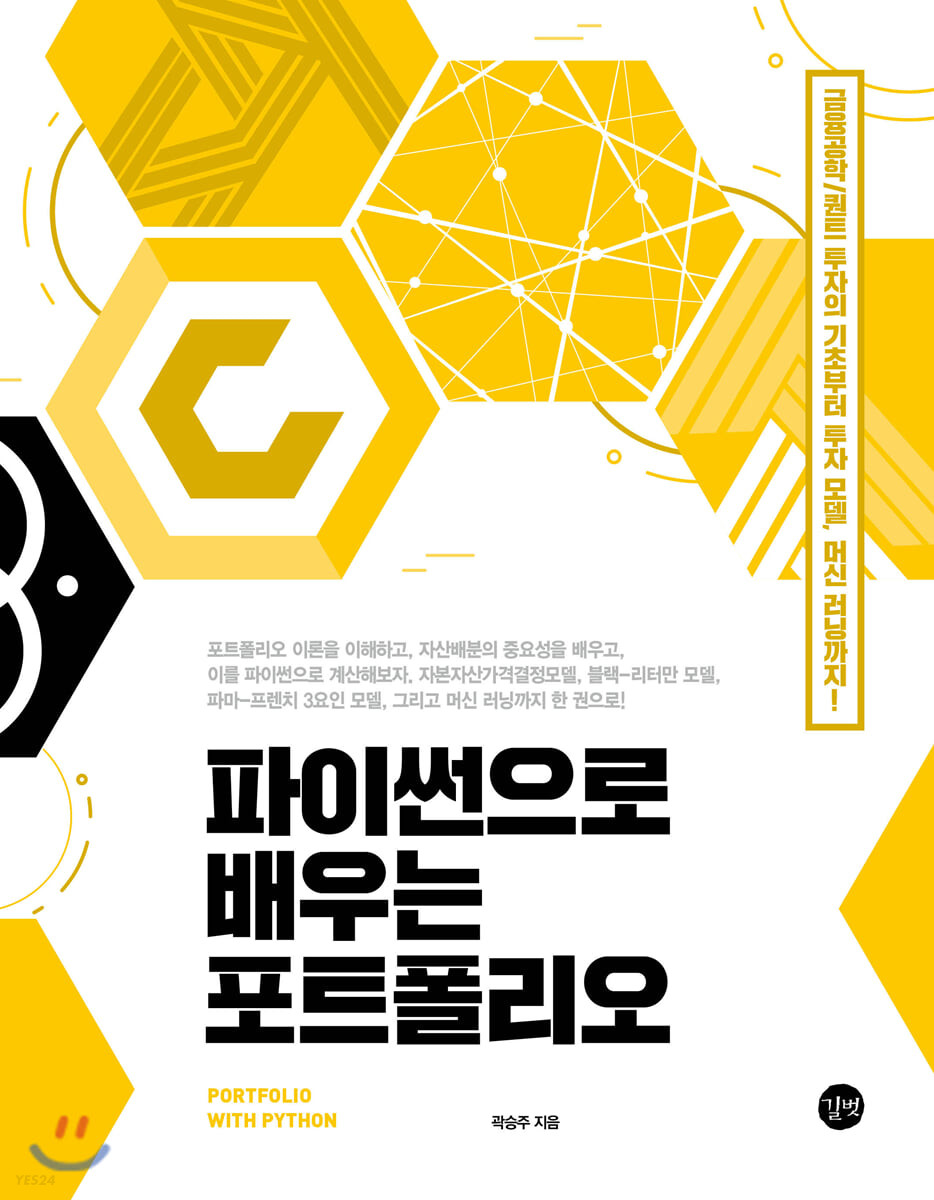 금융공학/퀀트 투자의 기초부터 투자 모델, 머신 러닝까지!
포트폴리오 이론을 이해하고, 자산배분의 중요성을 배우고,
이를 파이썬으로 계산해보자. 자본자산가격결정모델, 블랙-리터만 모델,
파마-프렌치 3요인 모델, 그리고 머신 러닝까지 한 권으로!
파이썬으로
배우는
포트폴리오
PORTFOLIO
WITH PYTHON
곽승주 지음
길벗
YES24